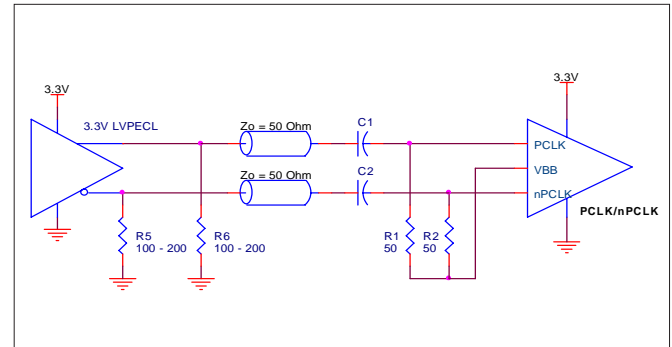 3.3V
3.3V
3.3V LVPECL
Zo = 50 Ohm
C1
PCLK
Zo = 50 Ohm
C2
VBB
nPCLK
PCLK/nPCLK
R5
100 - 200
R6
100 - 200
R1
50
R2
50